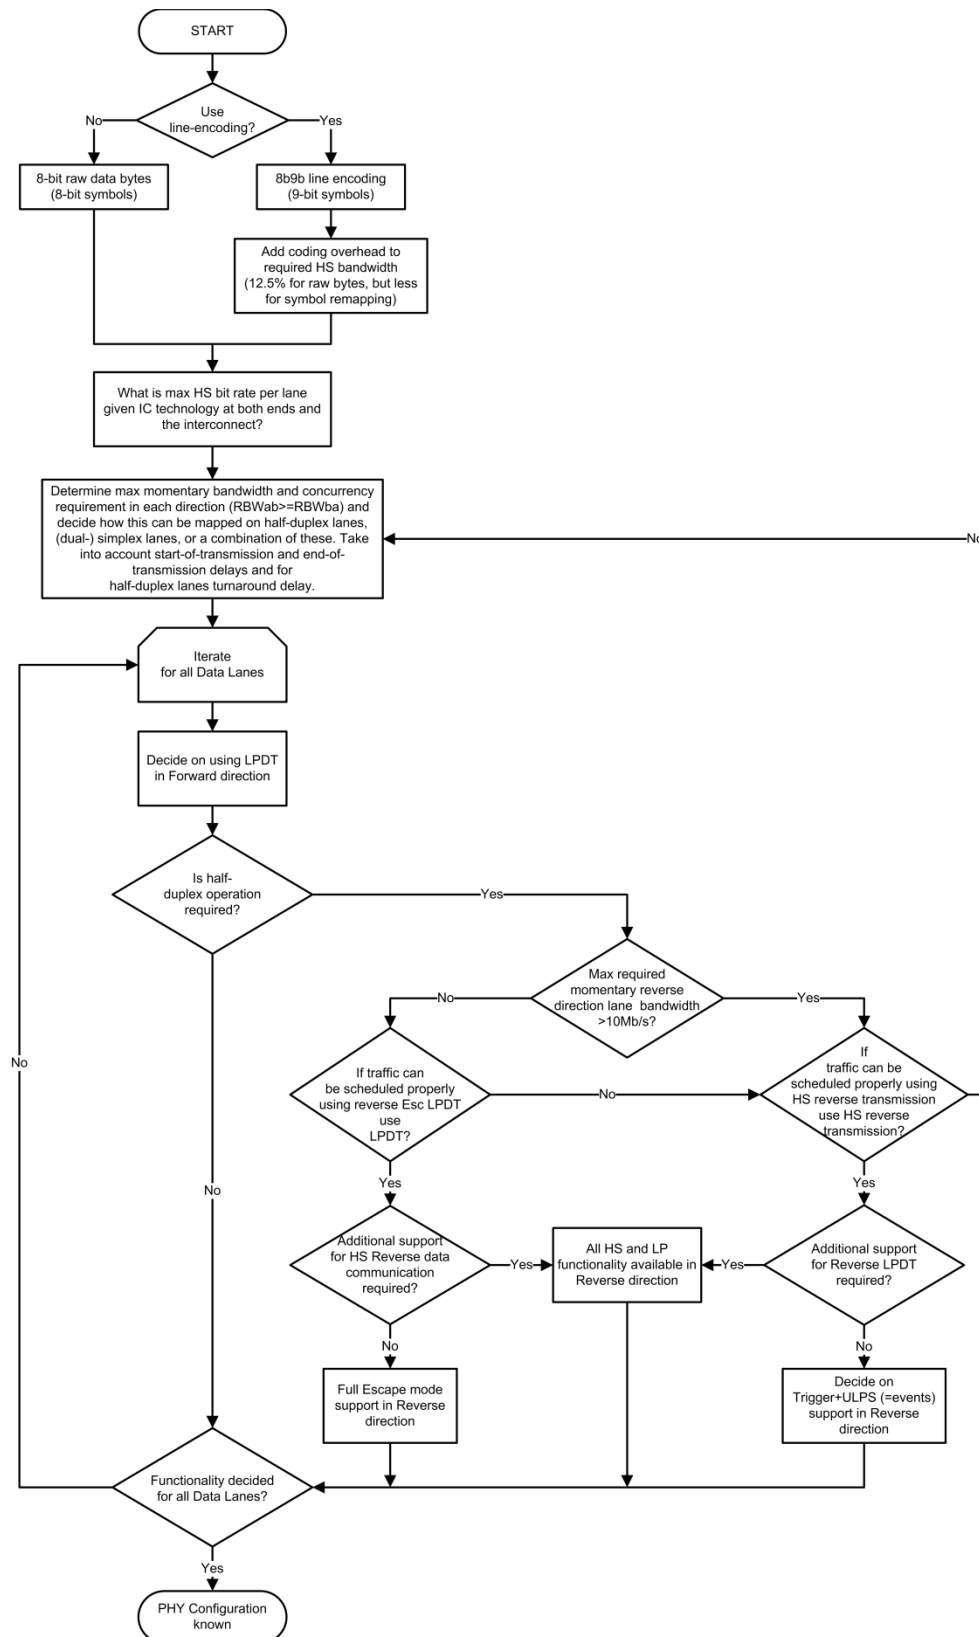 START
Use
line-encoding?
No
Yes
8-bit raw data bytes
(8-bit symbols)
8b9b line encoding
(9-bit symbols)
Add coding overhead to
required HS bandwidth
(12.5% for raw bytes, but less
for symbol remapping)
What is max HS bit rate per lane
given IC technology at both ends and
the interconnect?
Determine max momentary bandwidth and concurrency
requirement in each direction (RBWab>=RBWba) and
decide how this can be mapped on half-duplex lanes,
(dual-) simplex lanes, or a combination of these. Take
into account start-of-transmission and end-of-
transmission delays and for
half-duplex lanes turnaround delay.
No
Iterate
for all Data Lanes
Decide on using LPDT
in Forward direction
Is half-
duplex operation
required?
Yes
Max required
momentary reverse
direction lane bandwidth
>10Mb/s?
No
Yes
No
If traffic can
be scheduled properly
using reverse Esc LPDT
use
LPDT?
No
If
traffic can be
scheduled properly using
HS reverse transmission
use HS reverse
transmission?
Yes
Yes
No
Additional support
for HS Reverse data
communication
required?
Yes
All HS and LP
functionality available in
Reverse direction
Yes
Additional support
for Reverse LPDT
required?
No
No
Full Escape mode
support in Reverse
direction
Decide on
Trigger+ULPS (=events)
support in Reverse
direction
Functionality decided
for all Data Lanes?
Yes
PHY Configuration
known